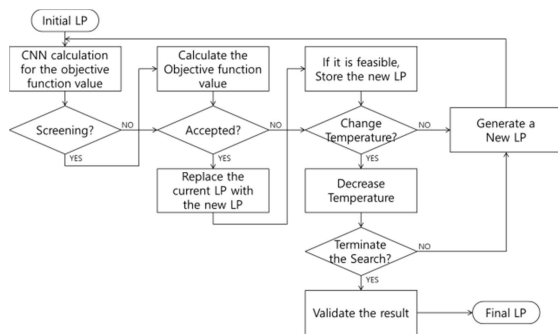 Initial LP
CNN calculation
for the objective
function value
Calculate the
Objective function
value
If it is feasible,
Store the new LP
Screening?
NO
YES
Accepted?
NO
YES
Change
Temperature?
NO
YES
Generate a
New LP
Replace the
current LP with
the new LP
Decrease
Temperature
Terminate
the Search?
NO
YES
Validate the result
Final LP